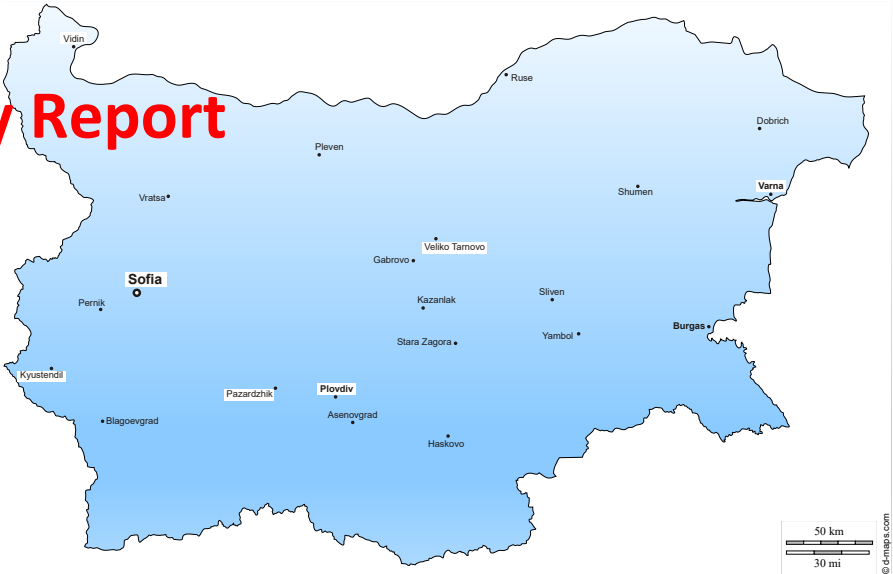 Vidin
Ruse
y Report
Dobrich
Pleven
Varna
Shumen
Vratsa
Veliko Tarnovo
Gabrovo
Sofia
Sliven
Kazanlak
Pernik
Burgas
Yambol
Stara Zagora
Kyustendil
Plovdiv
Pazardzhik
Asenovgrad
Blagoevgrad
Haskovo
50 km
30 mi
© d-maps.com